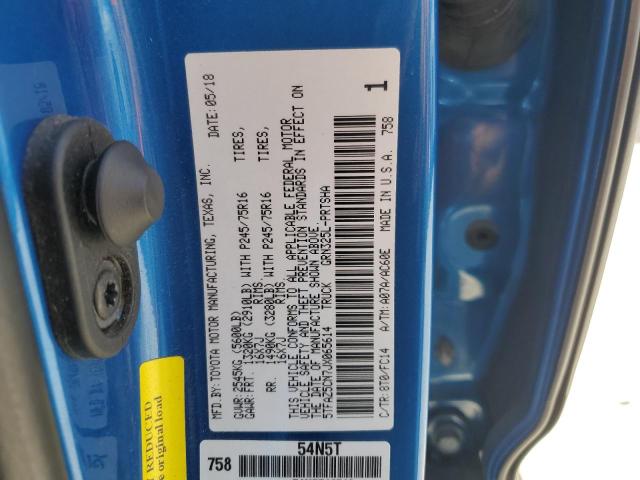 MFD.BY:TOYOTA MOTOR MANUFACTURING, TEXAS, INC. DATE:05/18
GVWR:2545KG(5600LB)
GAWR:FRT. 1320KG (2910LB) WITH P245/75R16 TIRES,
16X7J RIMS
RR. 1490KG (3280LB) WITH P245/75R16 TIRES,
16X7J RIMS
THIS VEHICLE CONFORMS TO ALL APPLICABLE FEDERAL MOTOR
VEHICLE SAFETY AND THEFT PREVENTION STANDARDS IN EFFECT ON
THE DATE OF MANUFACTURE SHOWN ABOVE.
5TFAZ5CN7JX065614 TRUCK GRN325L-PRTSHA
1
C/TR:8T0/FC14 A/TM:A07A/AC60E MADE IN U.S.A. 758
758 54N5T
REDUCED
original load